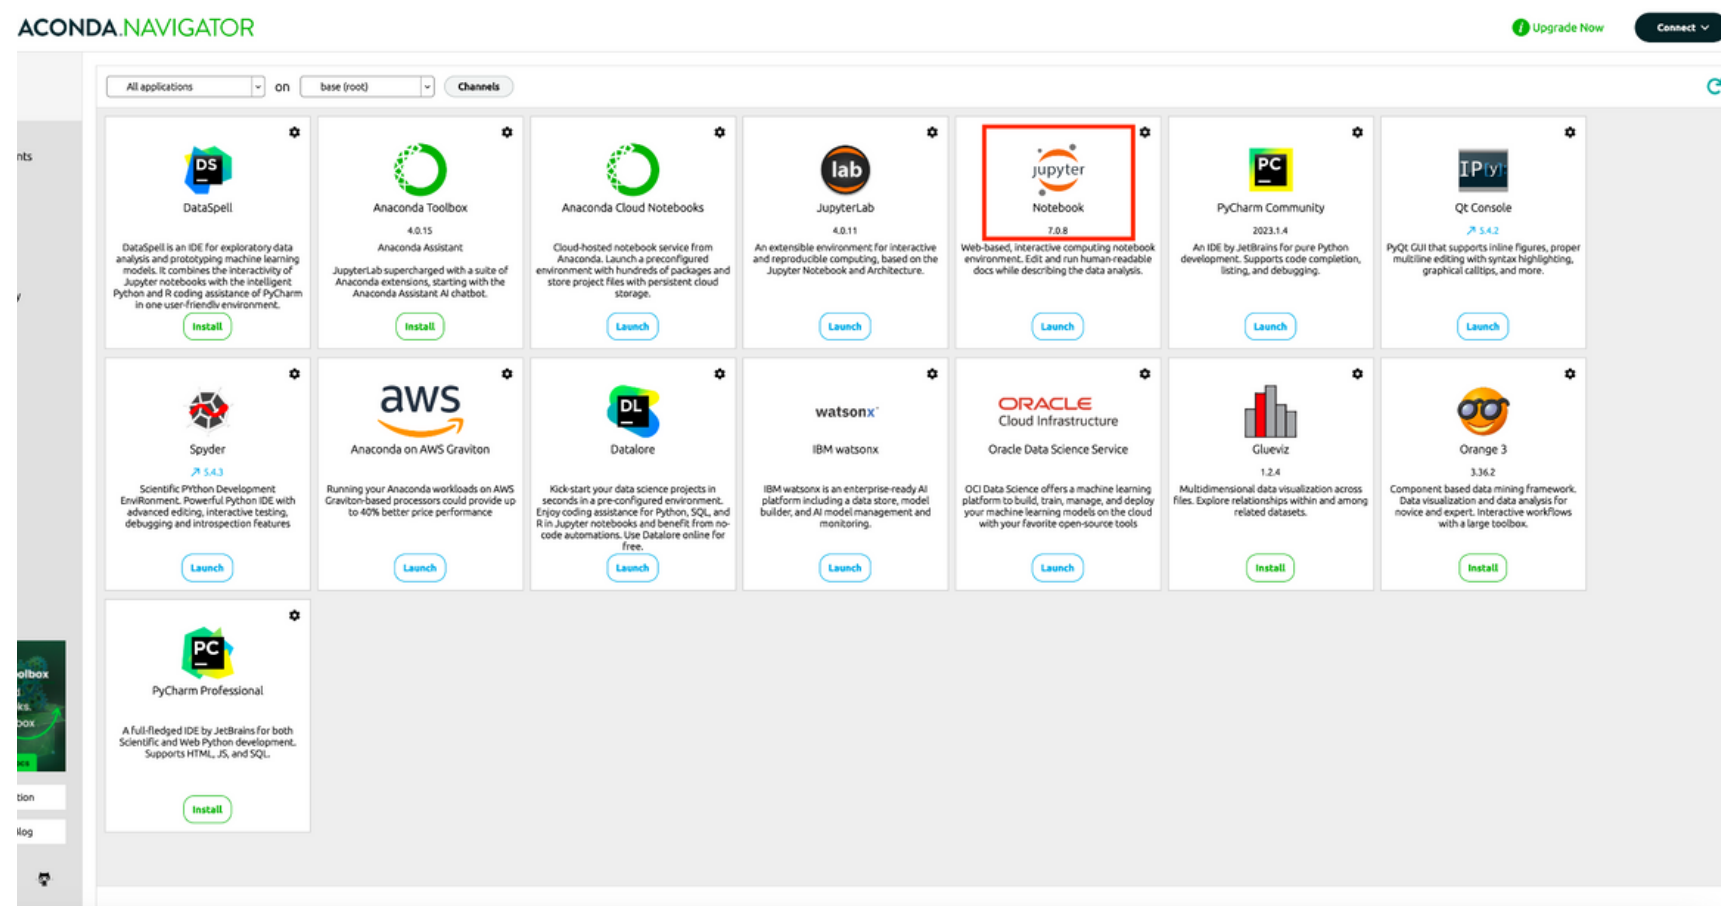 ACONDA.NAVIGATOR
Upgrade Now
Connect
All applications
on
base (root)
Channels
nts
y
DS
DataSpell
DataSpell is an IDE for exploratory data
analysis and prototyping machine learning
models. It combines the interactivity of
Jupyter notebooks with the intelligent
Python and R coding assistance of PyCharm
in one user-friendly environment.
Install
Anaconda Toolbox
4.0.15
Anaconda Assistant
JupyterLab supercharged with a suite of
Anaconda extensions, starting with the
Anaconda Assistant AI chatbot.
Install
Anaconda Cloud Notebooks
Cloud-hosted notebook service from
Anaconda. Launch a preconfigured
environment with hundreds of packages and
store project files with persistent cloud
storage.
Launch
lab
JupyterLab
4.0.11
An extensible environment for interactive
and reproducible computing, based on the
Jupyter Notebook and Architecture.
Launch
jupyter
Notebook
7.0.8
Web-based, interactive computing notebook
environment. Edit and run human-readable
docs while describing the data analysis.
Launch
PC
PyCharm Community
2023.1.4
An IDE by JetBrains for pure Python
development. Supports code completion,
listing, and debugging.
Launch
IP[y]:
Qt Console
5.4.2
PyQt GUI that supports inline figures, proper
multiline editing with syntax highlighting,
graphical calltips, and more.
Launch
Spyder
5.4.3
Scientific PYthon Development
EnviRonment. Powerful Python IDE with
advanced editing, interactive testing,
debugging and introspection features
Launch
aws
Anaconda on AWS Graviton
Running your Anaconda workloads on AWS
Graviton-based processors could provide up
to 40% better price performance
Launch
DL
Datalore
Kick-start your data science projects in
seconds in a pre-configured environment.
Enjoy coding assistance for Python, SQL, and
R in Jupyter notebooks and benefit from no-
code automations. Use Datalore online for
free.
Launch
watsonx
IBM watsonx
IBM watsonx is an enterprise-ready AI
platform including a data store, model
builder, and AI model management and
monitoring.
Launch
ORACLE
Cloud Infrastructure
Oracle Data Science Service
OCI Data Science offers a machine learning
platform to build, train, manage, and deploy
your machine learning models on the cloud
with your favorite open-source tools
Launch
Glueviz
1.2.4
Multidimensional data visualization across
files. Explore relationships within and among
related datasets.
Install
Orange 3
3.36.2
Component based data mining framework.
Data visualization and data analysis for
novice and expert. Interactive workflows
with a large toolbox.
Install
PC
PyCharm Professional
A full-fledged IDE by JetBrains for both
Scientific and Web Python development.
Supports HTML, JS, and SQL.
Install
olbox
d
ks.
box
ocs
tion
Blog